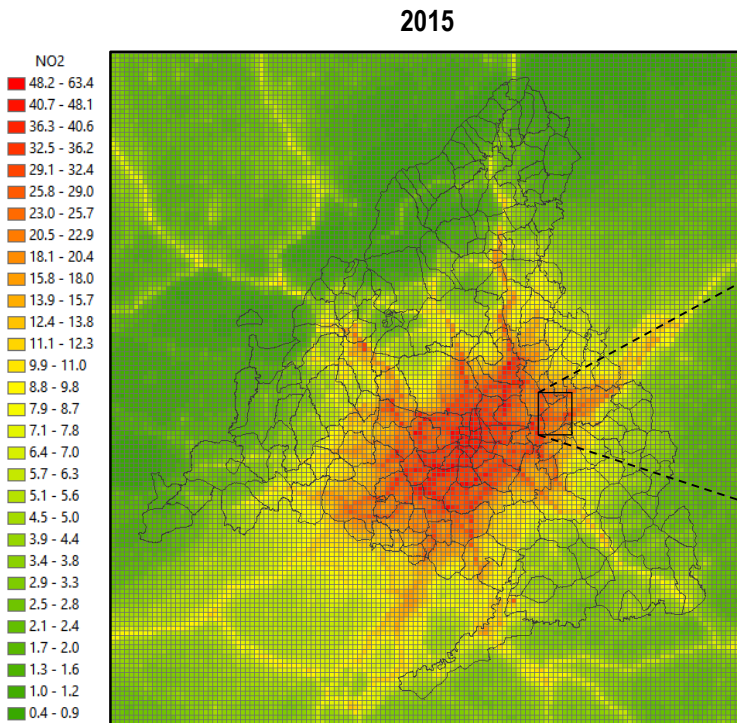 2015
NO2
48.2 - 63.4
40.7 - 48.1
36.3 - 40.6
32.5 - 36.2
29.1 - 32.4
25.8 - 29.0
23.0 - 25.7
20.5 - 22.9
18.1 - 20.4
15.8 - 18.0
13.9 - 15.7
12.4 - 13.8
11.1 - 12.3
9.9 - 11.0
8.8 - 9.8
7.9 - 8.7
7.1 - 7.8
6.4 - 7.0
5.7 - 6.3
5.1 - 5.6
4.5 - 5.0
3.9 - 4.4
3.4 - 3.8
2.9 - 3.3
2.5 - 2.8
2.1 - 2.4
1.7 - 2.0
1.3 - 1.6
1.0 - 1.2
0.4 - 0.9